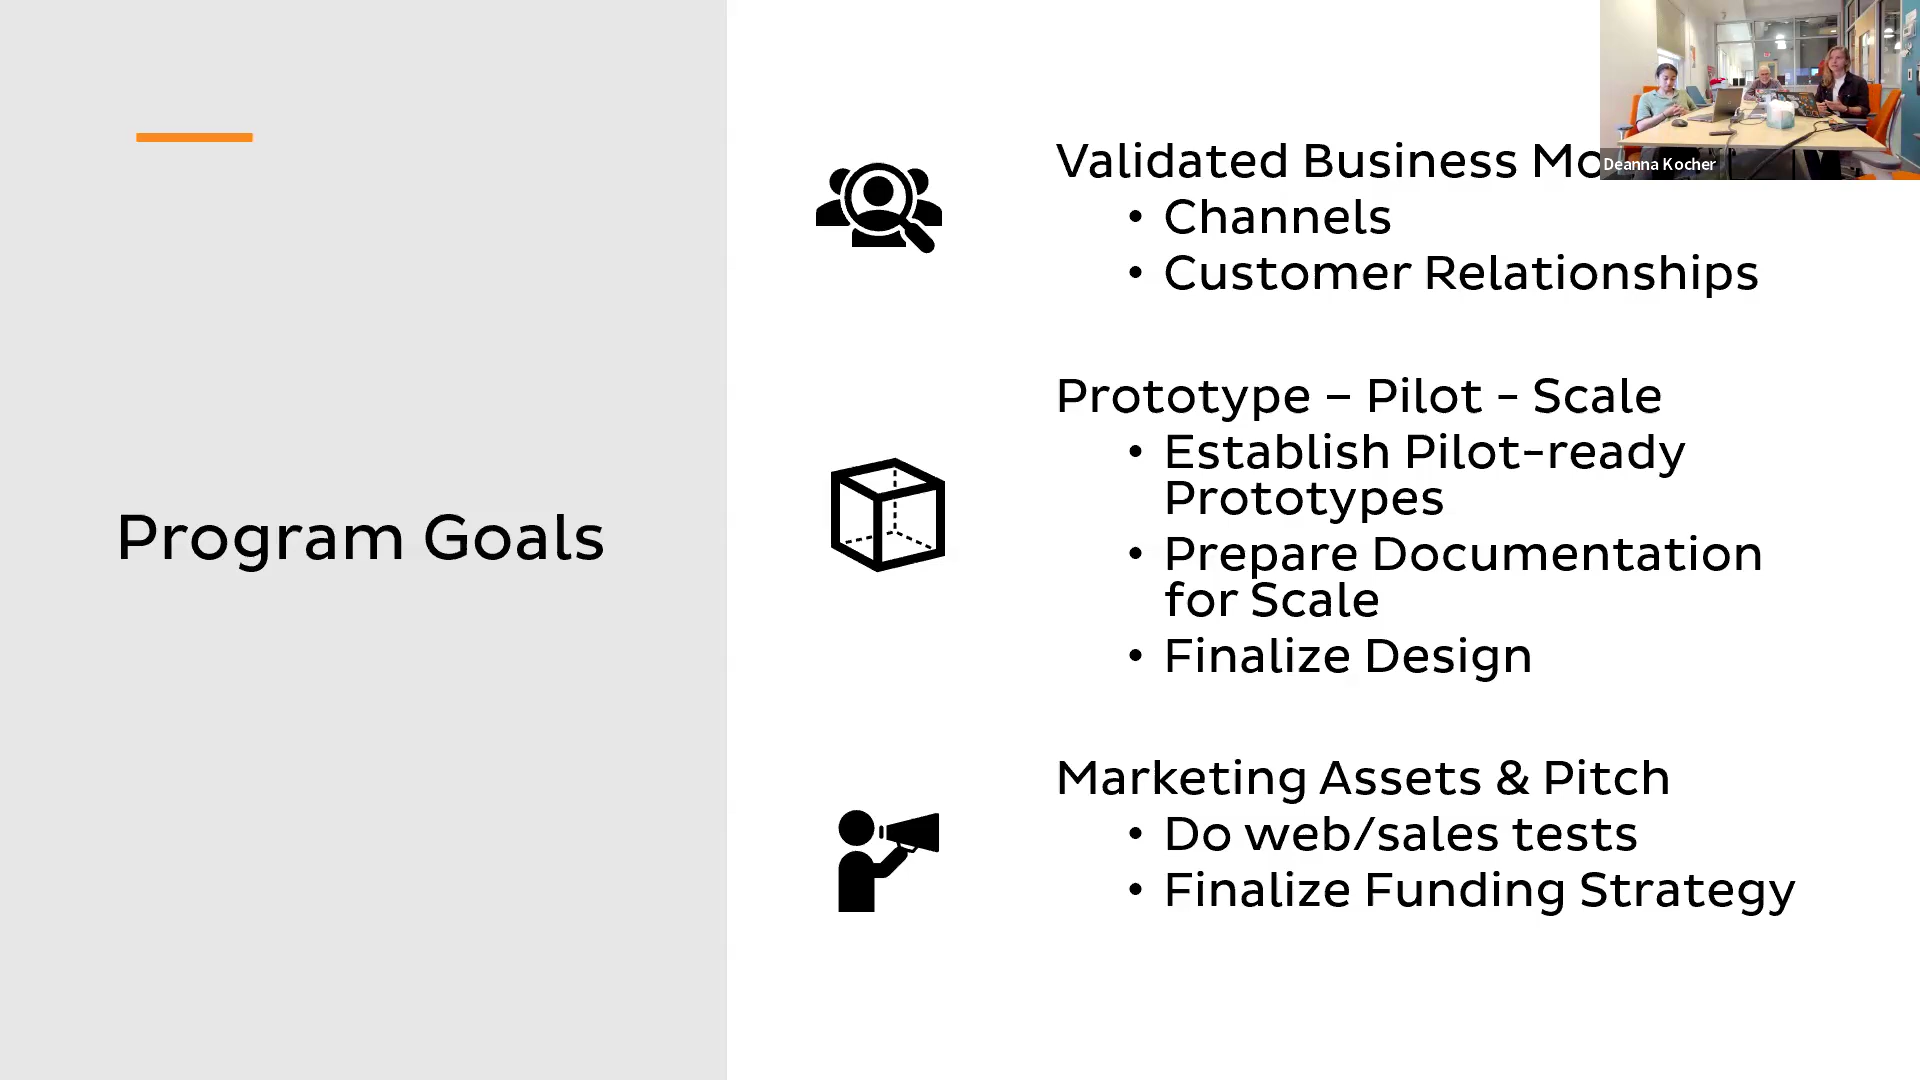 Program Goals
Validated Business Mo
• Channels
• Customer Relationships
Prototype – Pilot - Scale
• Establish Pilot-ready
Prototypes
• Prepare Documentation
for Scale
• Finalize Design
Marketing Assets & Pitch
• Do web/sales tests
• Finalize Funding Strategy
Deanna Kocher